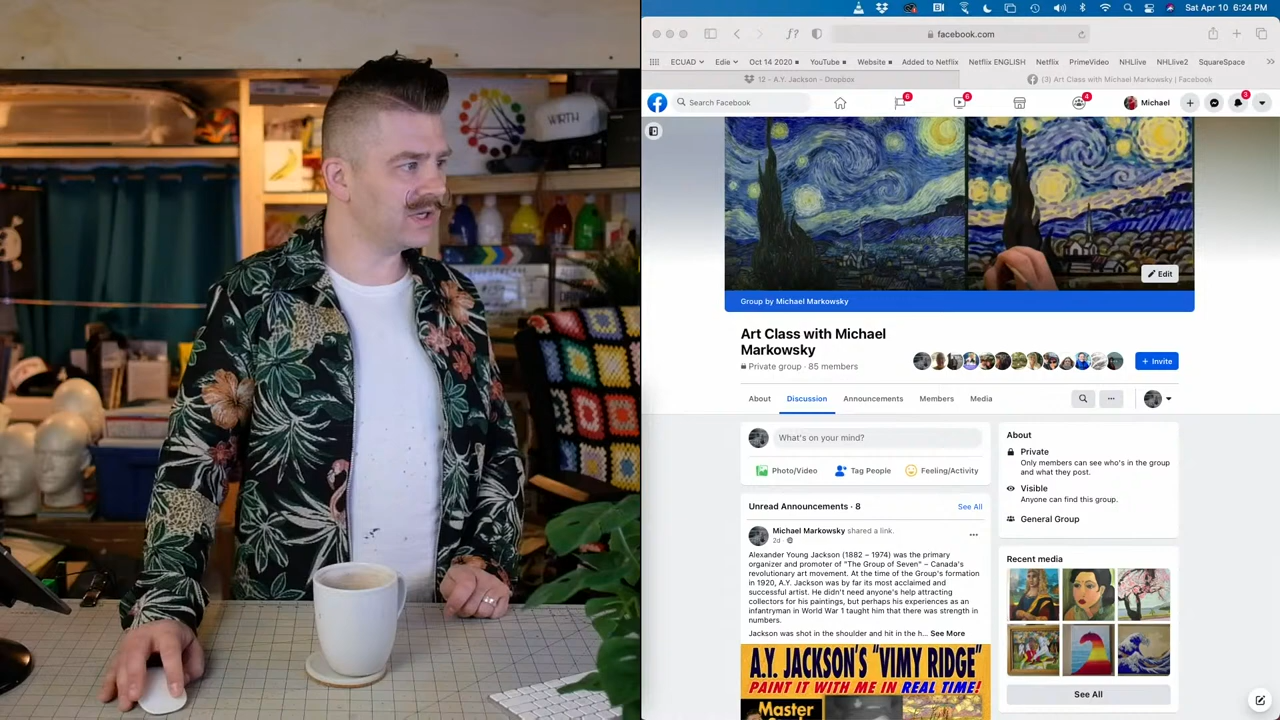 Sat Apr 10 6:24 PM
facebook.com
ECUAD Edie Oct 14 2020 YouTube Website Added to Netflix Netflix ENGLISH Netflix PrimeVideo NHLlive NHLlive2 SquareSpace
12 - A.Y. Jackson - Dropbox
(3) Art Class with Michael Markowsky | Facebook
Search Facebook
6
6
4
Michael
3
WIRTH
Edit
Group by Michael Markowsky
Art Class with Michael
Markowsky
Private group · 85 members
+ Invite
About Discussion Announcements Members Media
What's on your mind?
Photo/Video Tag People Feeling/Activity
Unread Announcements · 8 See All
Michael Markowsky shared a link.
2d ·
Alexander Young Jackson (1882 – 1974) was the primary
organizer and promoter of "The Group of Seven" – Canada's
revolutionary art movement. At the time of the Group's formation
in 1920, A.Y. Jackson was by far its most acclaimed and
successful artist. He didn't need anyone's help attracting
collectors for his paintings, but perhaps his experiences as an
infantryman in World War 1 taught him that there was strength in
numbers.
Jackson was shot in the shoulder and hit in the h... See More
A.Y. JACKSON'S "VIMY RIDGE"
PAINT IT WITH ME IN REAL TIME!
Master
About
Private
Only members can see who's in the group
and what they post.
Visible
Anyone can find this group.
General Group
Recent media
See All